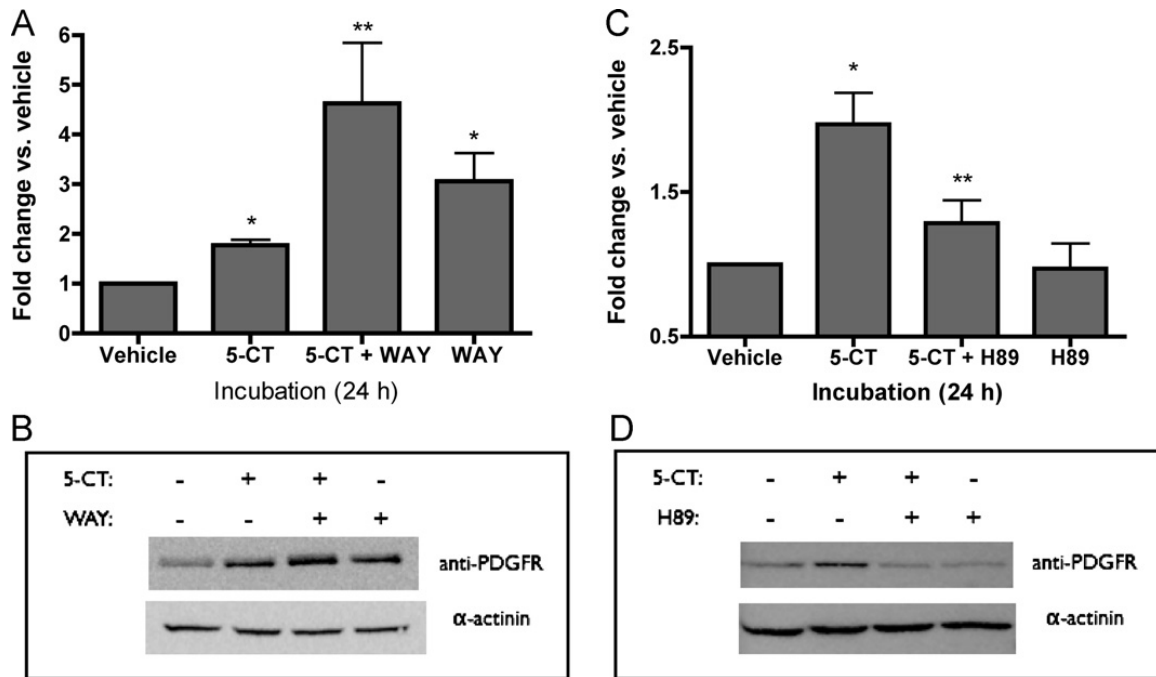 A
Fold change vs. vehicle
6
5
4
3
2
1
0
*
**
*
Vehicle 5-CT 5-CT + WAY WAY
Incubation (24 h)
B
5-CT: - + + -
WAY: - - + +
anti-PDGFR
α-actinin
C
Fold change vs. vehicle
2.5
1.5
0.5
*
**
Vehicle 5-CT 5-CT + H89 H89
Incubation (24 h)
D
5-CT: - + + -
H89: - - + +
anti-PDGFR
α-actinin